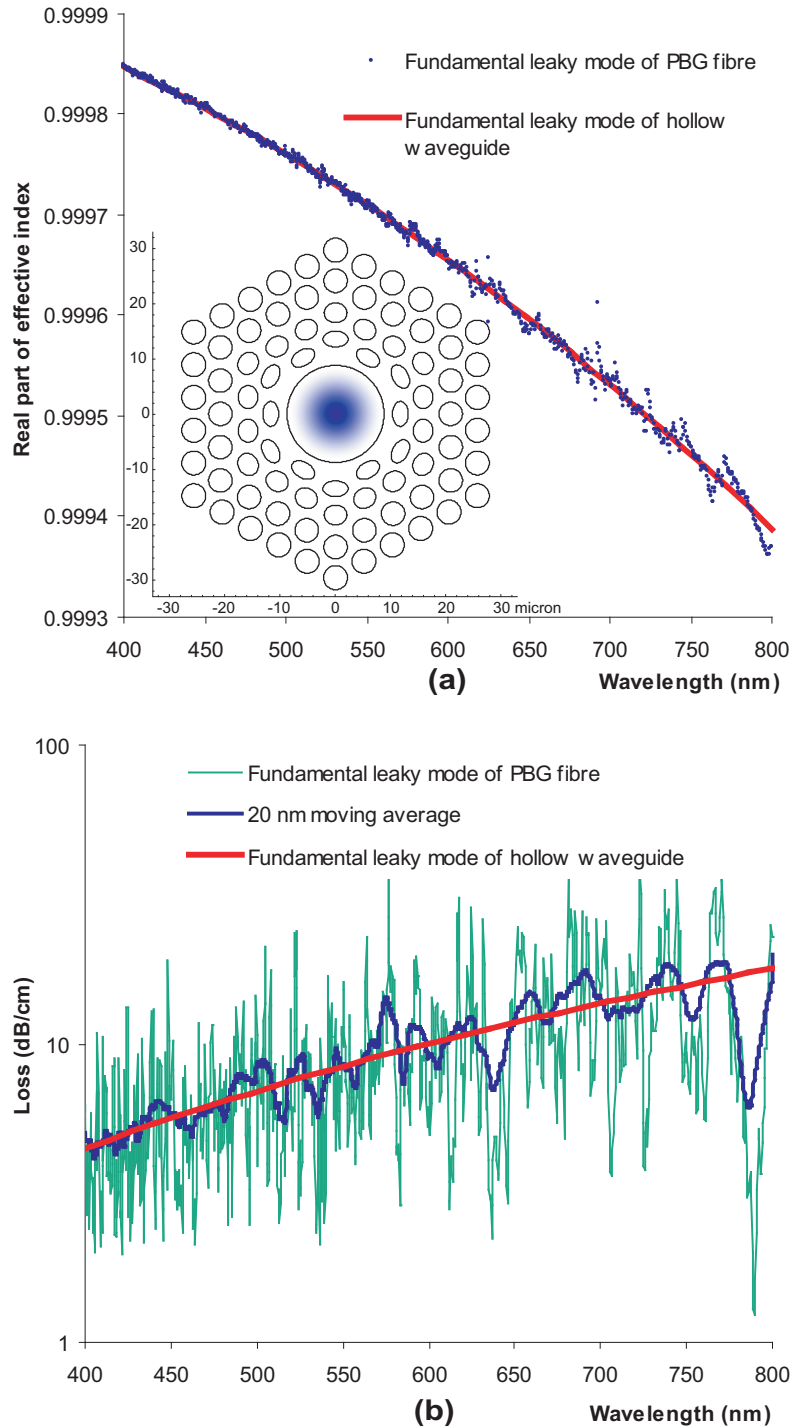 0.9999
0.9998
0.9997
0.9996
0.9995
0.9994
0.9993
Real part of effective index
Fundamental leaky mode of PBG fibre
Fundamental leaky mode of hollow
w aveguide
30
20
10
0
-10
-20
-30
-30 -20 -10 0 10 20 30 micron
400 450 500 550 600 650 700 750 800
(a)
Wavelength (nm)
100
10
1
Loss (dB/cm)
Fundamental leaky mode of PBG fibre
20 nm moving average
Fundamental leaky mode of hollow w aveguide
400 450 500 550 600 650 700 750 800
(b)
Wavelength (nm)